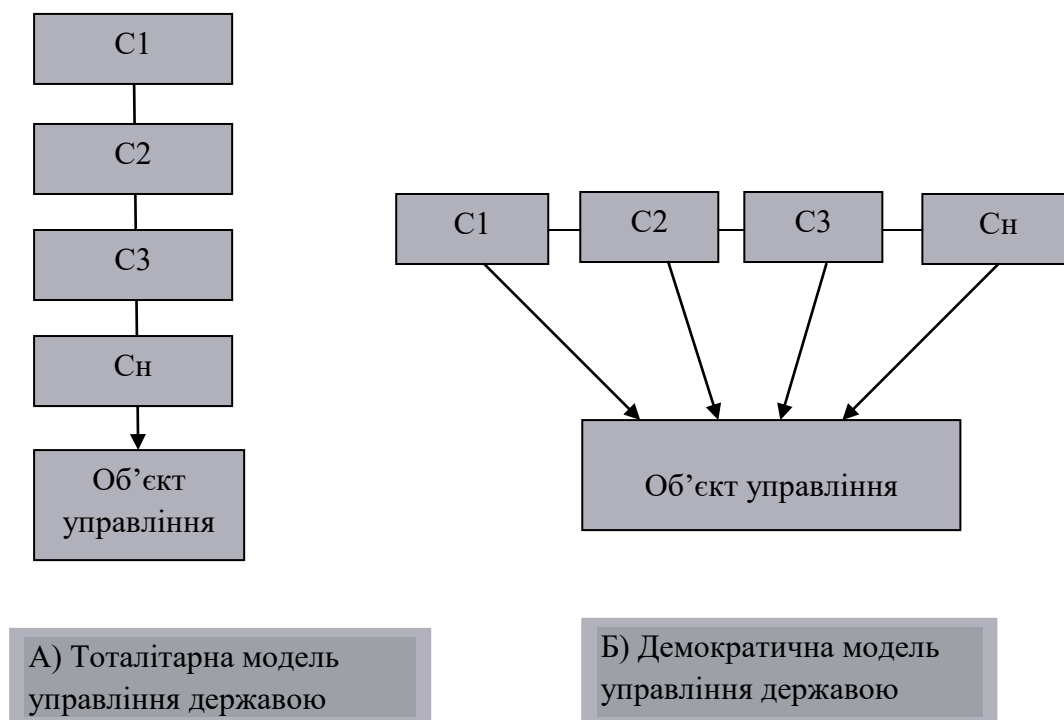 С1
С2
С3
Сн
Об’єкт
управління
А) Тоталітарна модель
управління державою
С1
С2
С3
Сн
Об’єкт управління
Б) Демократична модель
управління державою